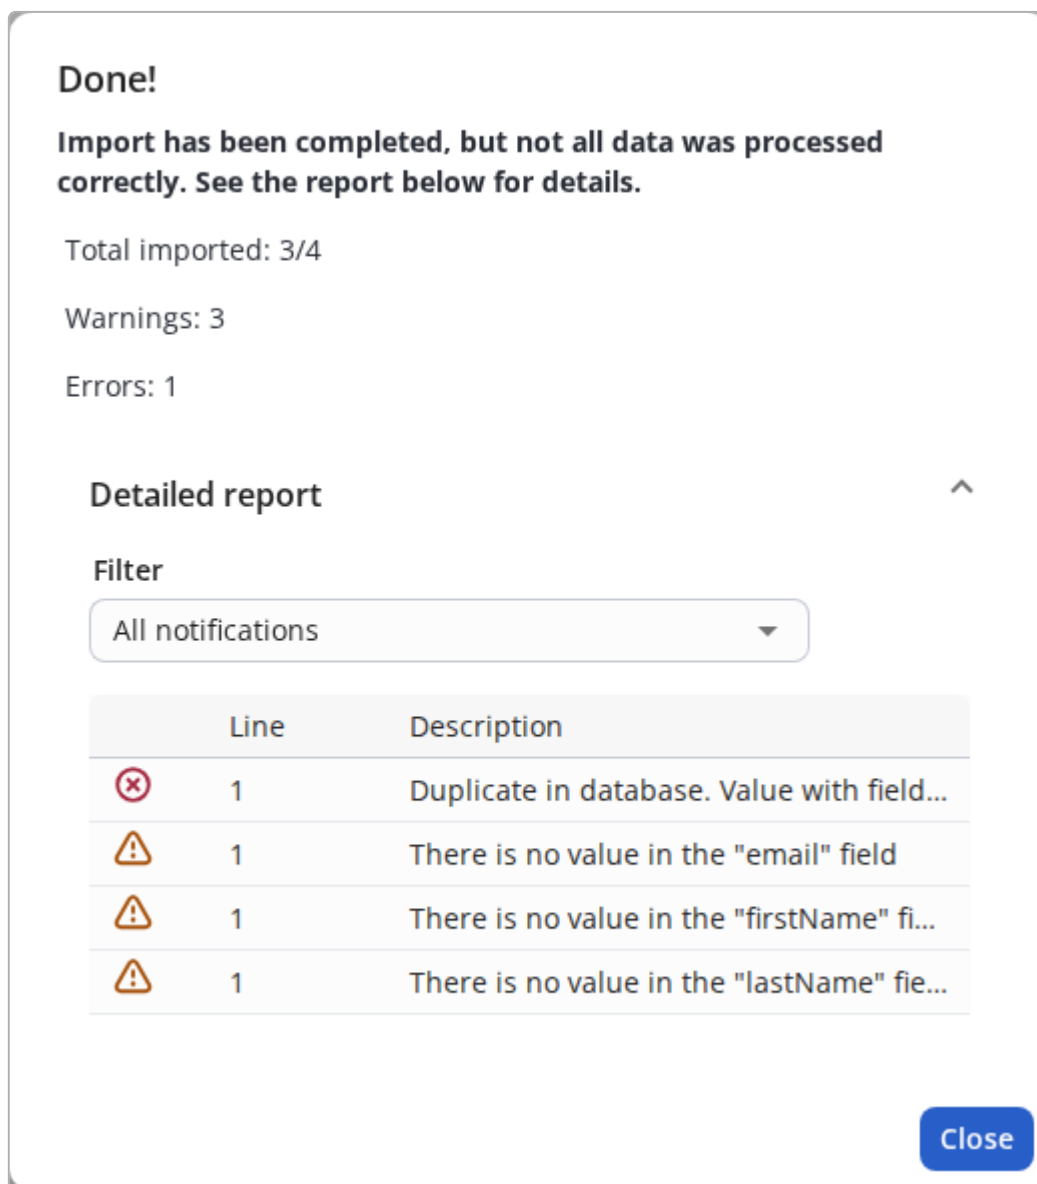 Done!
Import has been completed, but not all data was processed
correctly. See the report below for details.
Total imported: 3/4
Warnings: 3
Errors: 1
Detailed report
Filter
All notifications
Line Description
1 Duplicate in database. Value with field...
1 There is no value in the "email" field
1 There is no value in the "firstName" fi...
1 There is no value in the "lastName" fie...
Close